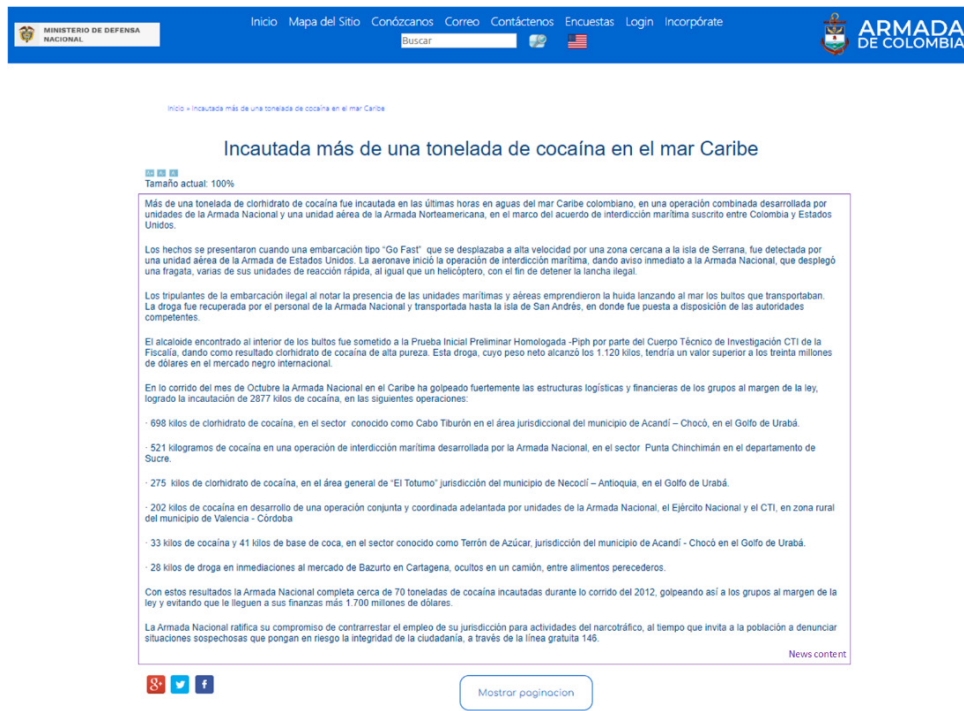 MINISTERIO DE DEFENSA
NACIONAL
Inicio Mapa del Sitio Conózcanos Correo Contáctenos Encuestas Login Incorpórate
Buscar
ARMADA
DE COLOMBIA
Inicio » Incautada más de una tonelada de cocaína en el mar Caribe
Incautada más de una tonelada de cocaína en el mar Caribe
Tamaño actual: 100%
Más de una tonelada de clorhidrato de cocaína fue incautada en las últimas horas en aguas del mar Caribe colombiano, en una operación combinada desarrollada por
unidades de la Armada Nacional y una unidad aérea de la Armada Norteamericana, en el marco del acuerdo de interdicción marítima suscrito entre Colombia y Estados
Unidos.
Los hechos se presentaron cuando una embarcación tipo "Go Fast" que se desplazaba a alta velocidad por una zona cercana a la isla de Serrana, fue detectada por
una unidad aérea de la Armada de Estados Unidos. La aeronave inició la operación de interdicción marítima, dando aviso inmediato a la Armada Nacional, que desplegó
una fragata, varias de sus unidades de reacción rápida, al igual que un helicóptero, con el fin de detener la lancha ilegal.
Los tripulantes de la embarcación ilegal al notar la presencia de las unidades marítimas y aéreas emprendieron la huida lanzando al mar los bultos que transportaban.
La droga fue recuperada por el personal de la Armada Nacional y transportada hasta la isla de San Andrés, en donde fue puesta a disposición de las autoridades
competentes.
El alcaloide encontrado al interior de los bultos fue sometido a la Prueba Inicial Preliminar Homologada -Piph por parte del Cuerpo Técnico de Investigación CTI de la
Fiscalía, dando como resultado clorhidrato de cocaína de alta pureza. Esta droga, cuyo peso neto alcanzó los 1.120 kilos, tendría un valor superior a los treinta millones
de dólares en el mercado negro internacional.
En lo corrido del mes de Octubre la Armada Nacional en el Caribe ha golpeado fuertemente las estructuras logísticas y financieras de los grupos al margen de la ley,
logrado la incautación de 2877 kilos de cocaína, en las siguientes operaciones:
· 698 kilos de clorhidrato de cocaína, en el sector conocido como Cabo Tiburón en el área jurisdiccional del municipio de Acandí – Chocó, en el Golfo de Urabá.
· 521 kilogramos de cocaína en una operación de interdicción marítima desarrollada por la Armada Nacional, en el sector Punta Chinchimán en el departamento de
Sucre.
· 275 kilos de clorhidrato de cocaína, en el área general de "El Totumo" jurisdicción del municipio de Necoclí – Antioquia, en el Golfo de Urabá.
· 202 kilos de cocaína en desarrollo de una operación conjunta y coordinada adelantada por unidades de la Armada Nacional, el Ejército Nacional y el CTI, en zona rural
del municipio de Valencia - Córdoba
· 33 kilos de cocaína y 41 kilos de base de coca, en el sector conocido como Terrón de Azúcar, jurisdicción del municipio de Acandí - Chocó en el Golfo de Urabá.
· 28 kilos de droga en inmediaciones al mercado de Bazurto en Cartagena, ocultos en un camión, entre alimentos perecederos.
Con estos resultados la Armada Nacional completa cerca de 70 toneladas de cocaína incautadas durante lo corrido del 2012, golpeando así a los grupos al margen de la
ley y evitando que le lleguen a sus finanzas más 1.700 millones de dólares.
La Armada Nacional ratifica su compromiso de contrarrestar el empleo de su jurisdicción para actividades del narcotráfico, al tiempo que invita a la población a denunciar
situaciones sospechosas que pongan en riesgo la integridad de la ciudadanía, a través de la línea gratuita 146.
News content
Mostrar paginacion